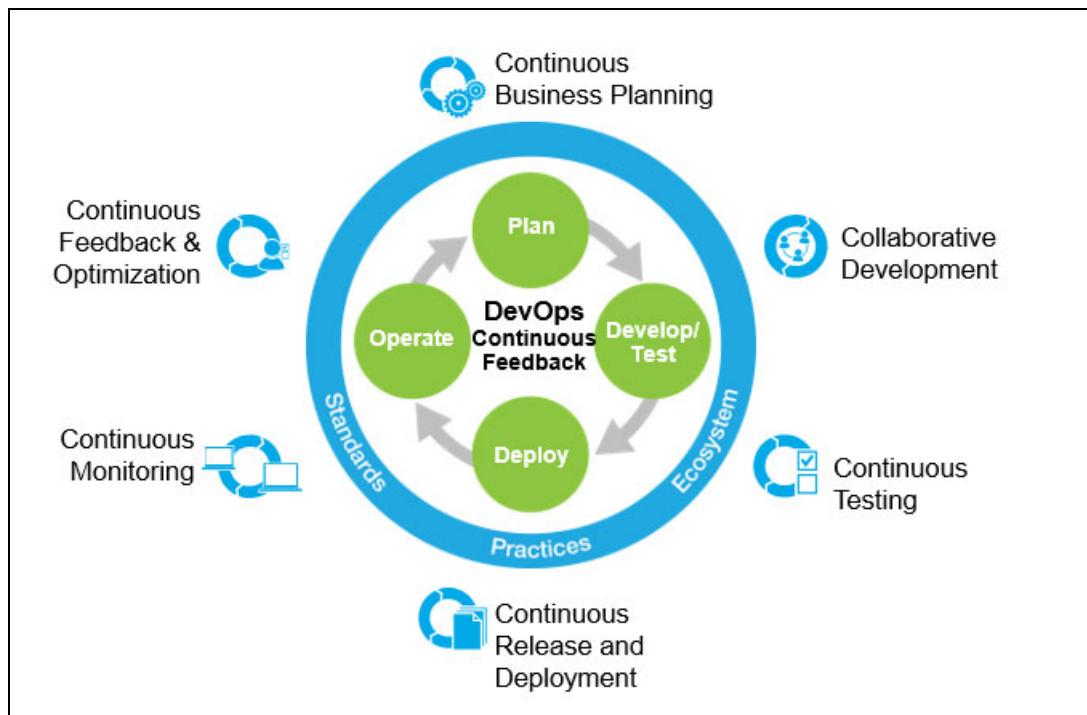 Continuous
Business Planning
Continuous
Feedback &
Optimization
Collaborative
Development
Plan
DevOps
Continuous
Feedback
Operate
Develop/
Test
Deploy
Standards
Practices
Ecosystem
Continuous
Monitoring
Continuous
Testing
Continuous
Release and
Deployment